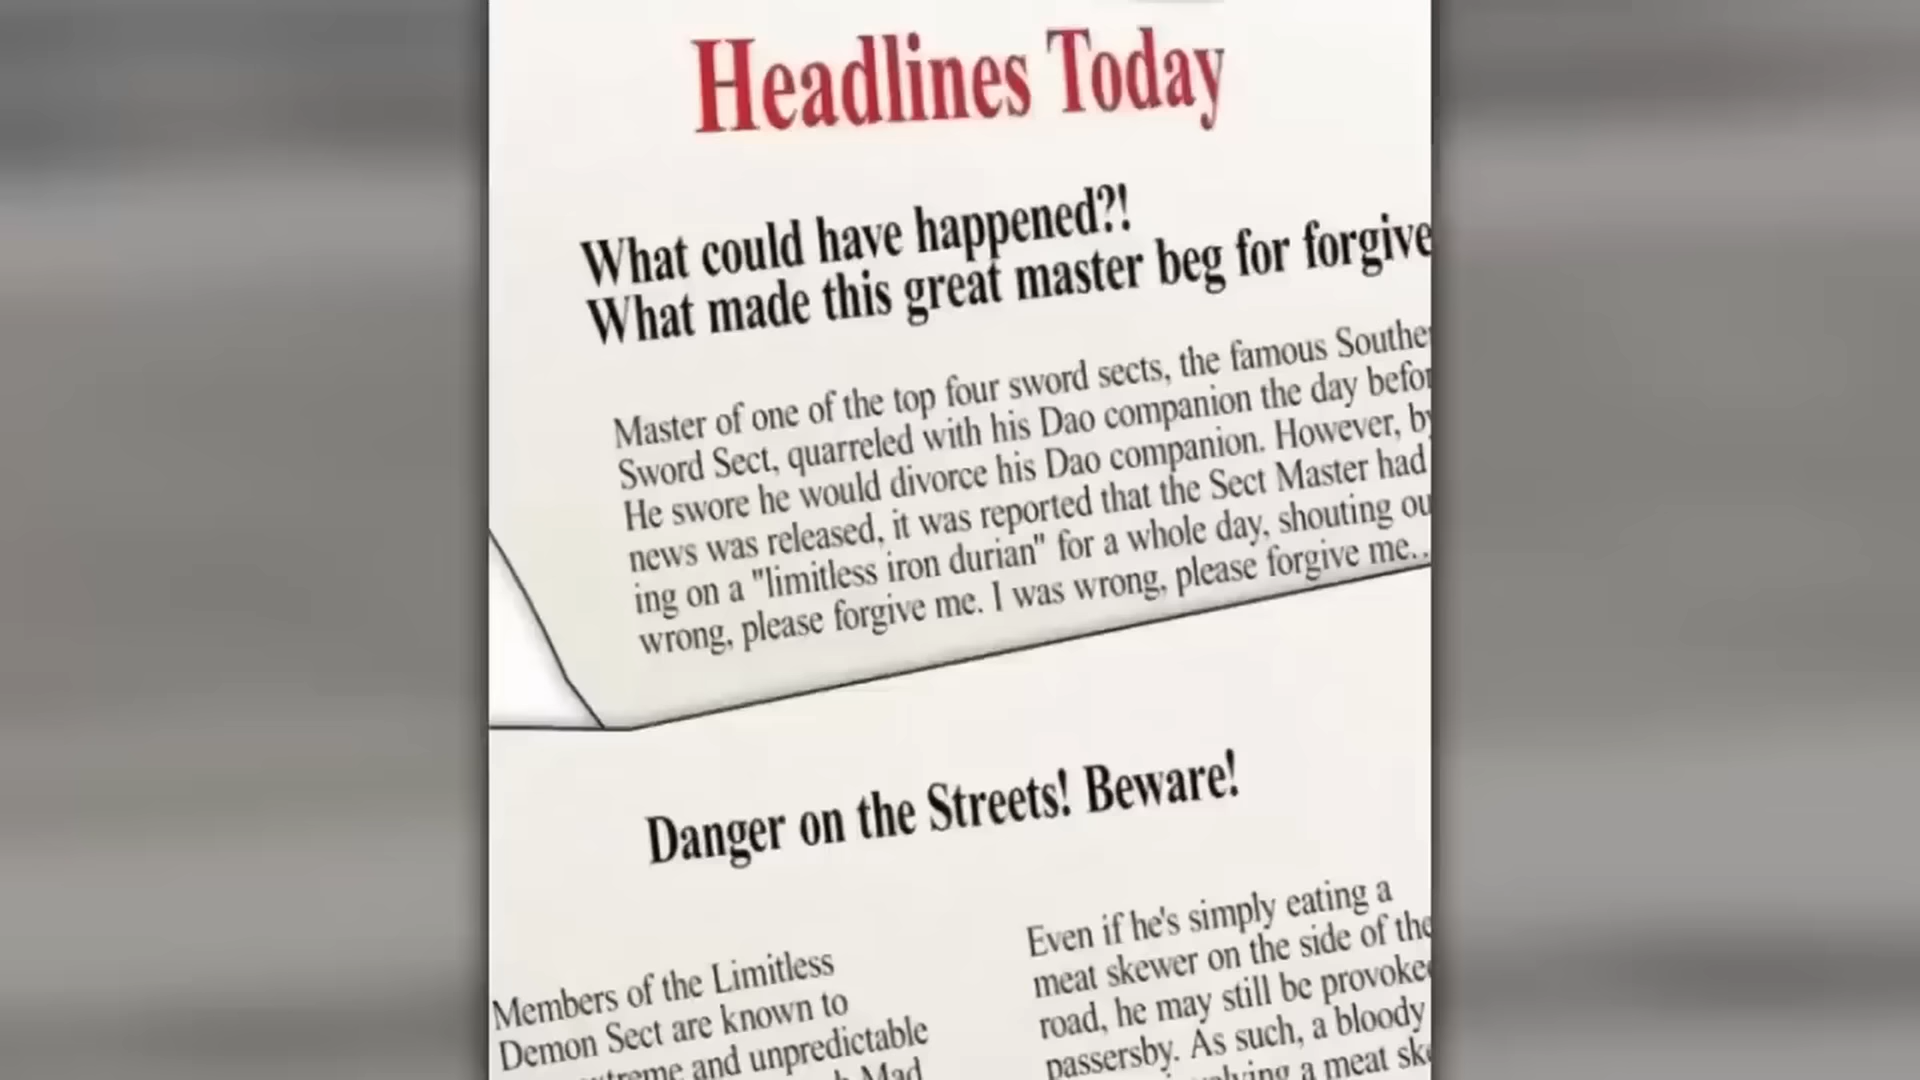 Headlines Today
What could have happened?!
What made this great master beg for forgive
Master of one of the top four sword sects, the famous Southe
Sword Sect, quarreled with his Dao companion the day befor
He swore he would divorce his Dao companion. However, by
news was released, it was reported that the Sect Master had
ing on a "limitless iron durian" for a whole day, shouting ou
wrong, please forgive me. I was wrong, please forgive me..
Danger on the Streets! Beware!
Members of the Limitless
Demon Sect are known to
treme and unpredictable
Mad
Even if he's simply eating a
meat skewer on the side of the
road, he may still be provoked
passersby. As such, a bloody
a meat ske